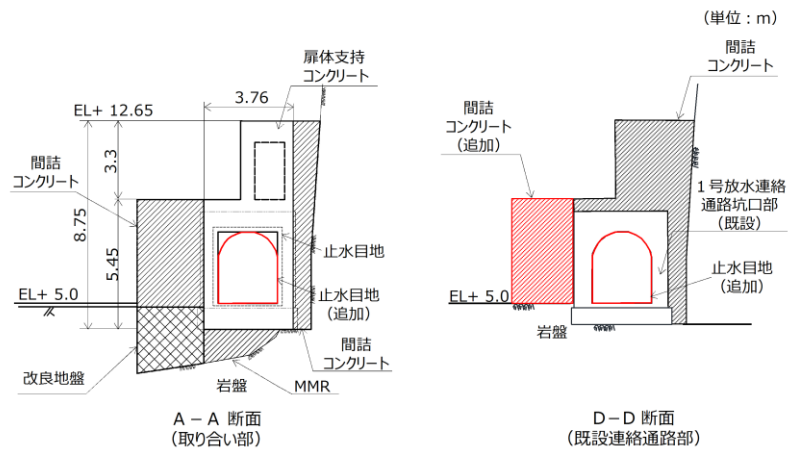 （単位：m）
扉体支持
コンクリート
3.76
EL+ 12.65
3.3
8.75
5.45
間詰
コンクリート
止水目地
止水目地
（追加）
EL+ 5.0
間詰
コンクリート
改良地盤
岩盤
MMR
A－A 断面
（取り合い部）
間詰
コンクリート
間詰
コンクリート
（追加）
１号放水連絡
通路坑口部
（既設）
止水目地
（追加）
EL+ 5.0
岩盤
D－D 断面
（既設連絡通路部）